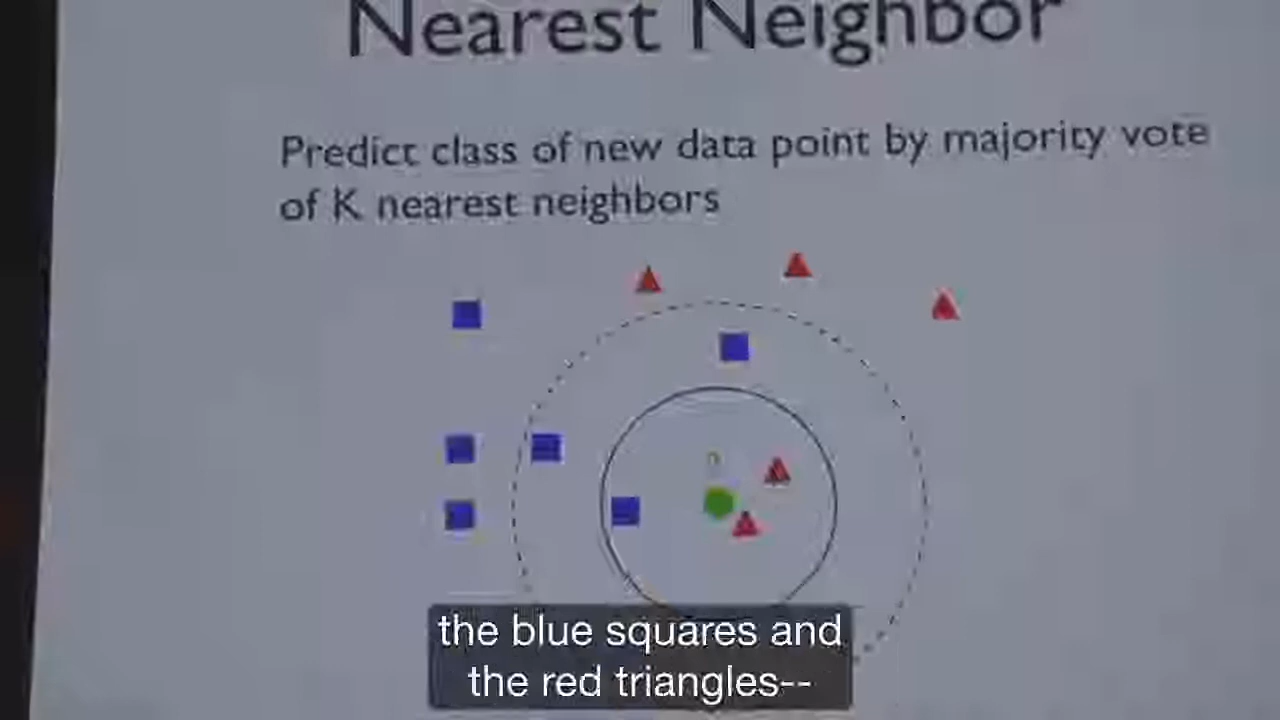 Nearest Neighbor
Predict class of new data point by majority vote
of K nearest neighbors
?
the blue squares and
the red triangles--